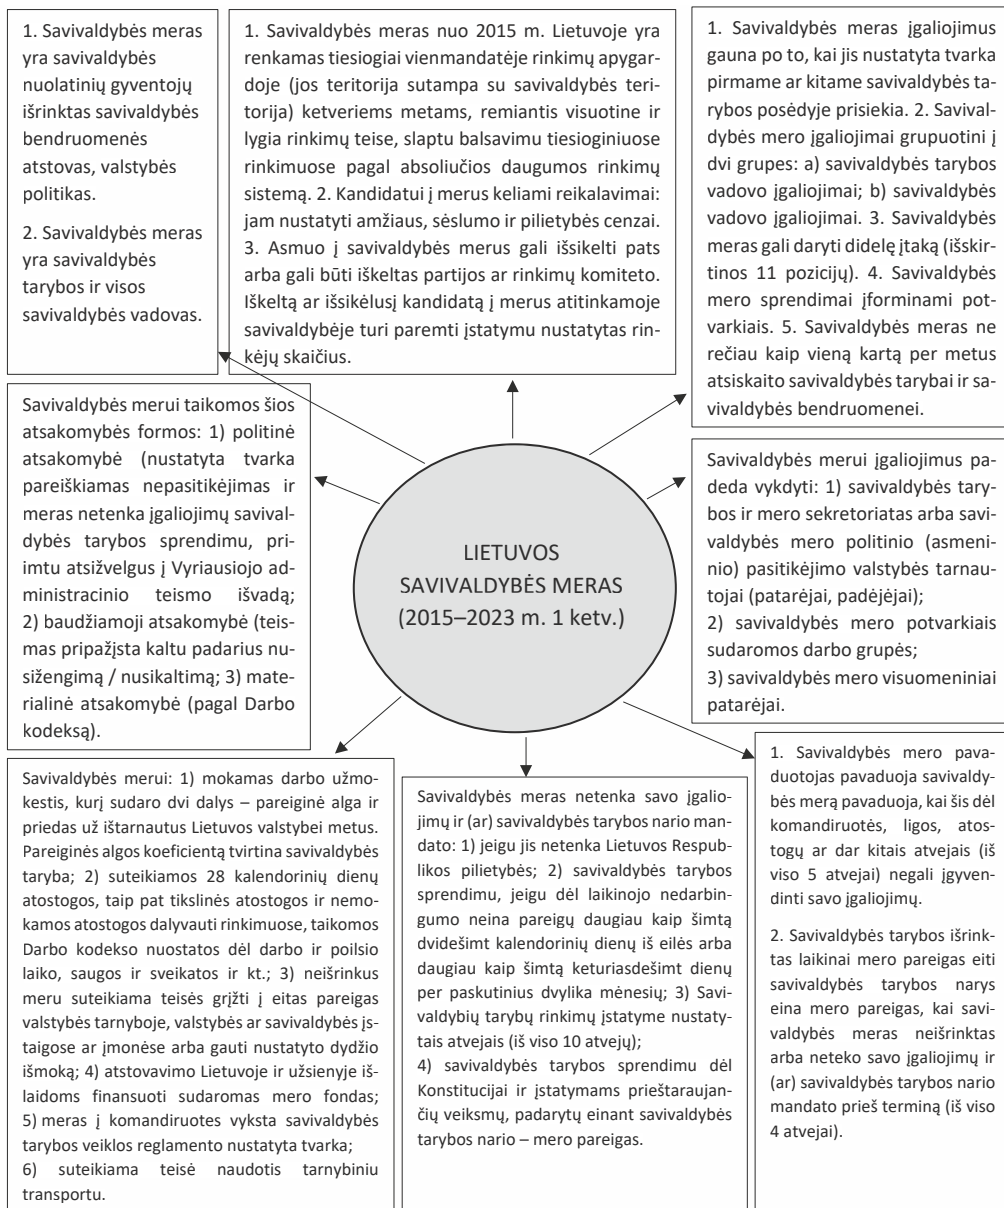 1. Savivaldybės meras
yra savivaldybės
nuolatinių gyventojų
išrinktas savivaldybės
bendruomenės
atstovas, valstybės
politikas.
2. Savivaldybės meras
yra savivaldybės
tarybos ir visos
savivaldybės vadovas.
1. Savivaldybės meras nuo 2015 m. Lietuvoje yra
renkamas tiesiogiai vienmandatėje rinkimų apygar-
doje (jos teritorija sutampa su savivaldybės teri-
torija) ketveriems metams, remiantis visuotine ir
lygia rinkimų teise, slaptu balsavimu tiesioginiuose
rinkimuose pagal absoliučios daugumos rinkimų
sistemą. 2. Kandidatui į merus keliami reikalavimai:
jam nustatyti amžiaus, sėslumo ir pilietybės cenzai.
3. Asmuo į savivaldybės merus gali išsikelti pats
arba gali būti iškeltas partijos ar rinkimų komiteto.
Iškeltą ar išsikėlusį kandidatą į merus atitinkamoje
savivaldybėje turi paremti įstatymu nustatytas rin-
kėjų skaičius.
1. Savivaldybės meras įgaliojimus
gauna po to, kai jis nustatyta tvarka
pirmame ar kitame savivaldybės ta-
rybos posėdyje prisiekia. 2. Savival-
dybės mero įgaliojimai grupuotini į
dvi grupes: a) savivaldybės tarybos
vadovo įgaliojimai; b) savivaldybės
vadovo įgaliojimai. 3. Savivaldybės
meras gali daryti didelę įtaką (išskir-
tinos 11 pozicijų). 4. Savivaldybės
mero sprendimai įforminami pot-
varkiais. 5. Savivaldybės meras ne
rečiau kaip vieną kartą per metus
atsiskaito savivaldybės tarybai ir sa-
vivaldybės bendruomenei.
Savivaldybės merui taikomos šios
atsakomybės formos: 1) politinė
atsakomybė (nustatyta tvarka
pareiškiamas nepasitikėjimas ir
meras netenka įgaliojimų savival-
dybės tarybos sprendimu, pri-
imtu atsižvelgus į Vyriausiojo ad-
ministracinio teismo išvadą;
2) baudžiamoji atsakomybė (teis-
mas pripažįsta kaltu padarius nu-
sižengimą / nusikaltimą; 3) mate-
rialinė atsakomybė (pagal Darbo
kodeksą).
LIETUVOS
SAVIVALDYBĖS MERAS
(2015–2023 m. 1 ketv.)
Savivaldybės merui įgaliojimus pa-
deda vykdyti: 1) savivaldybės tary-
bos ir mero sekretoriatas arba savi-
valdybės mero politinio (asmeni-
nio) pasitikėjimo valstybės tarnau-
tojai (patarėjai, padėjėjai);
2) savivaldybės mero potvarkiais
sudaromos darbo grupės;
3) savivaldybės mero visuomeniniai
patarėjai.
Savivaldybės merui: 1) mokamas darbo užmo-
kestis, kurį sudaro dvi dalys – pareiginė alga ir
priedas už ištarnautus Lietuvos valstybei metus.
Pareiginės algos koeficientą tvirtina savivaldybės
taryba; 2) suteikiamos 28 kalendorinių dienų
atostogos, taip pat tikslinės atostogos ir nemo-
kamos atostogos dalyvauti rinkimuose, taikomos
Darbo kodekso nuostatos dėl darbo ir poilsio
laiko, saugos ir sveikatos ir kt.; 3) neišrinkus
meru suteikiama teisės grįžti į eitas pareigas
valstybės tarnyboje, valstybės ar savivaldybės įs-
taigose ar įmonėse arba gauti nustatyto dydžio
išmoką; 4) atstovavimo Lietuvoje ir užsienyje iš-
laidoms finansuoti sudaromas mero fondas;
5) meras į komandiruotes vyksta savivaldybės
tarybos veiklos reglamento nustatyta tvarka;
6) suteikiama teisė naudotis tarnybiniu
transportu.
Savivaldybės meras netenka savo įgalio-
jimų ir (ar) savivaldybės tarybos nario man-
dato: 1) jeigu jis netenka Lietuvos Respub-
likos pilietybės; 2) savivaldybės tarybos
sprendimu, jeigu dėl laikinojo nedarbin-
gumo neina pareigų daugiau kaip šimtą
dvidešimt kalendorinių dienų iš eilės arba
daugiau kaip šimtą keturiasdešimt dienų
per paskutinius dvylika mėnesių; 3) Savi-
valdybių tarybų rinkimų įstatyme nustaty-
tais atvejais (iš viso 10 atvejų);
4) savivaldybės tarybos sprendimu dėl
Konstitucijai ir įstatymams prieštaraujan-
čių veiksmų, padarytų einant savivaldybės
tarybos nario – mero pareigas.
1. Savivaldybės mero pava-
duotojas pavaduoja savivaldy-
bės merą pavaduoja, kai šis dėl
komandiruotės, ligos, atos-
togų ar dar kitais atvejais (iš
viso 5 atvejai) negali įgyven-
dinti savo įgaliojimų.
2. Savivaldybės tarybos išrink-
tas laikinai mero pareigas eiti
savivaldybės tarybos narys
eina mero pareigas, kai savi-
valdybės meras neišrinktas
arba neteko savo įgaliojimų ir
(ar) savivaldybės tarybos nario
mandato prieš terminą (iš viso
4 atvejai).